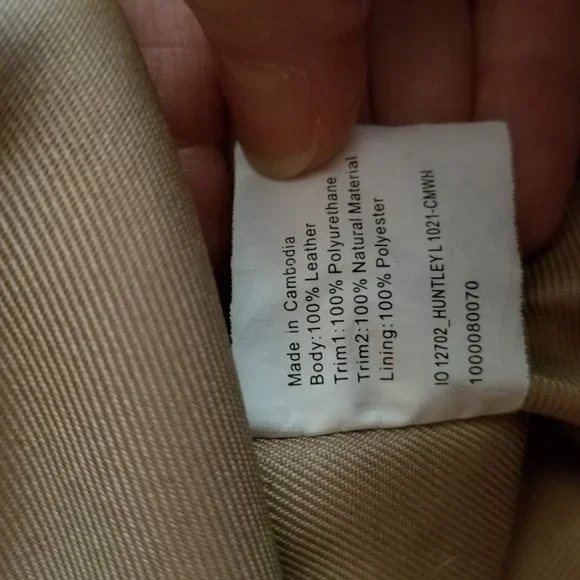 Made in Cambodia
Body:100% Leather
Trim1:100% Polyurethane
Trim2:100% Natural Material
Lining:100% Polyester
IO 12702_HUNTLEY L 1021-CMWH
1000080070